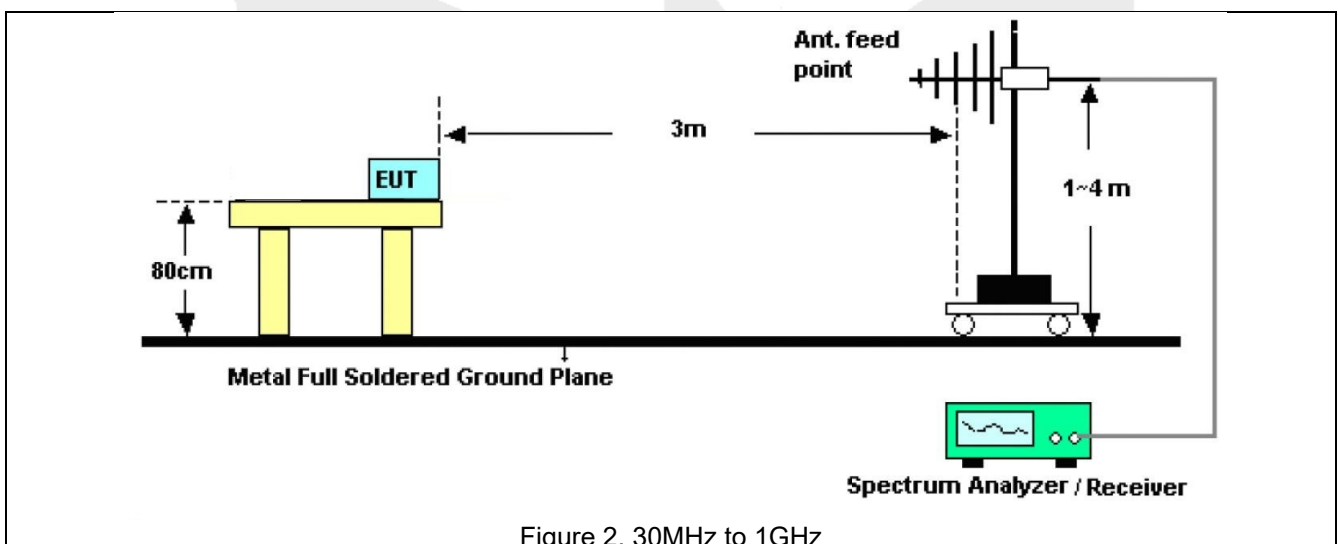 Ant. feed
point
3m
EUT
1~4 m
80cm
Metal Full Soldered Ground Plane
Spectrum Analyzer / Receiver
Figure 2. 30MHz to 1GHz